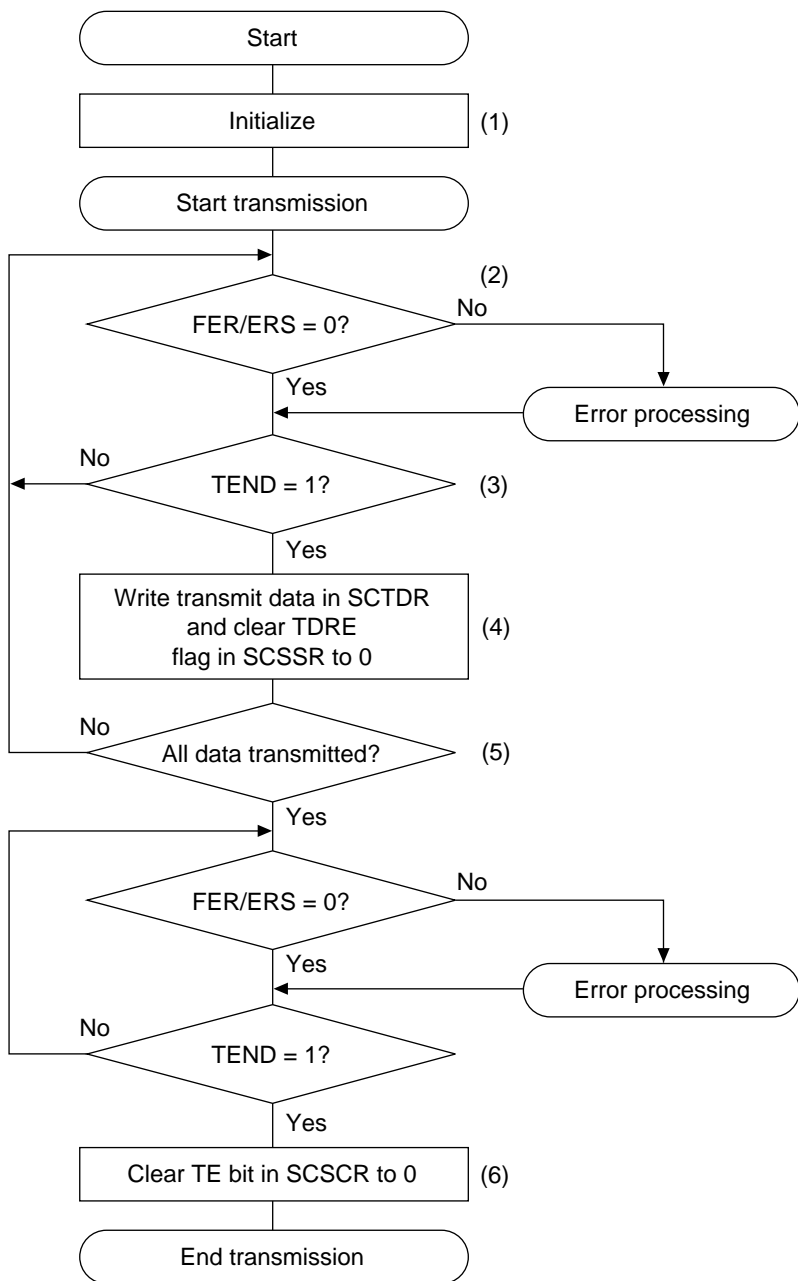 Start
Initialize
(1)
Start transmission
(2)
FER/ERS = 0?
No
Yes
Error processing
No
TEND = 1?
(3)
Yes
Write transmit data in SCTDR
and clear TDRE
flag in SCSSR to 0
(4)
No
All data transmitted?
(5)
Yes
FER/ERS = 0?
No
Yes
Error processing
No
TEND = 1?
Yes
Clear TE bit in SCSCR to 0
(6)
End transmission